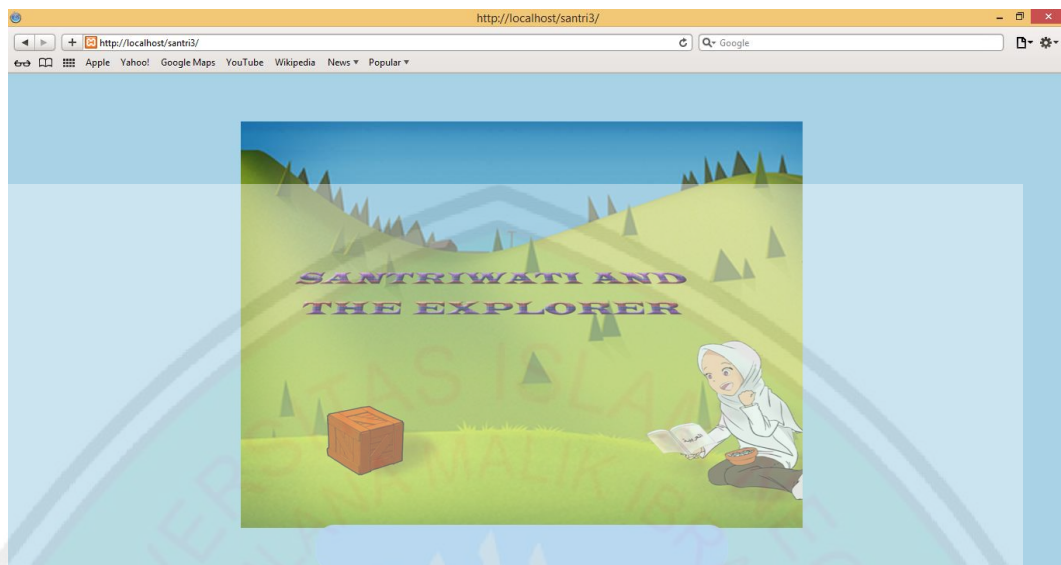 http://localhost/santri3/
http://localhost/santri3/
Google
Apple Yahoo! Google Maps YouTube Wikipedia News Popular
SANTRIWATI AND
THE EXPLORER